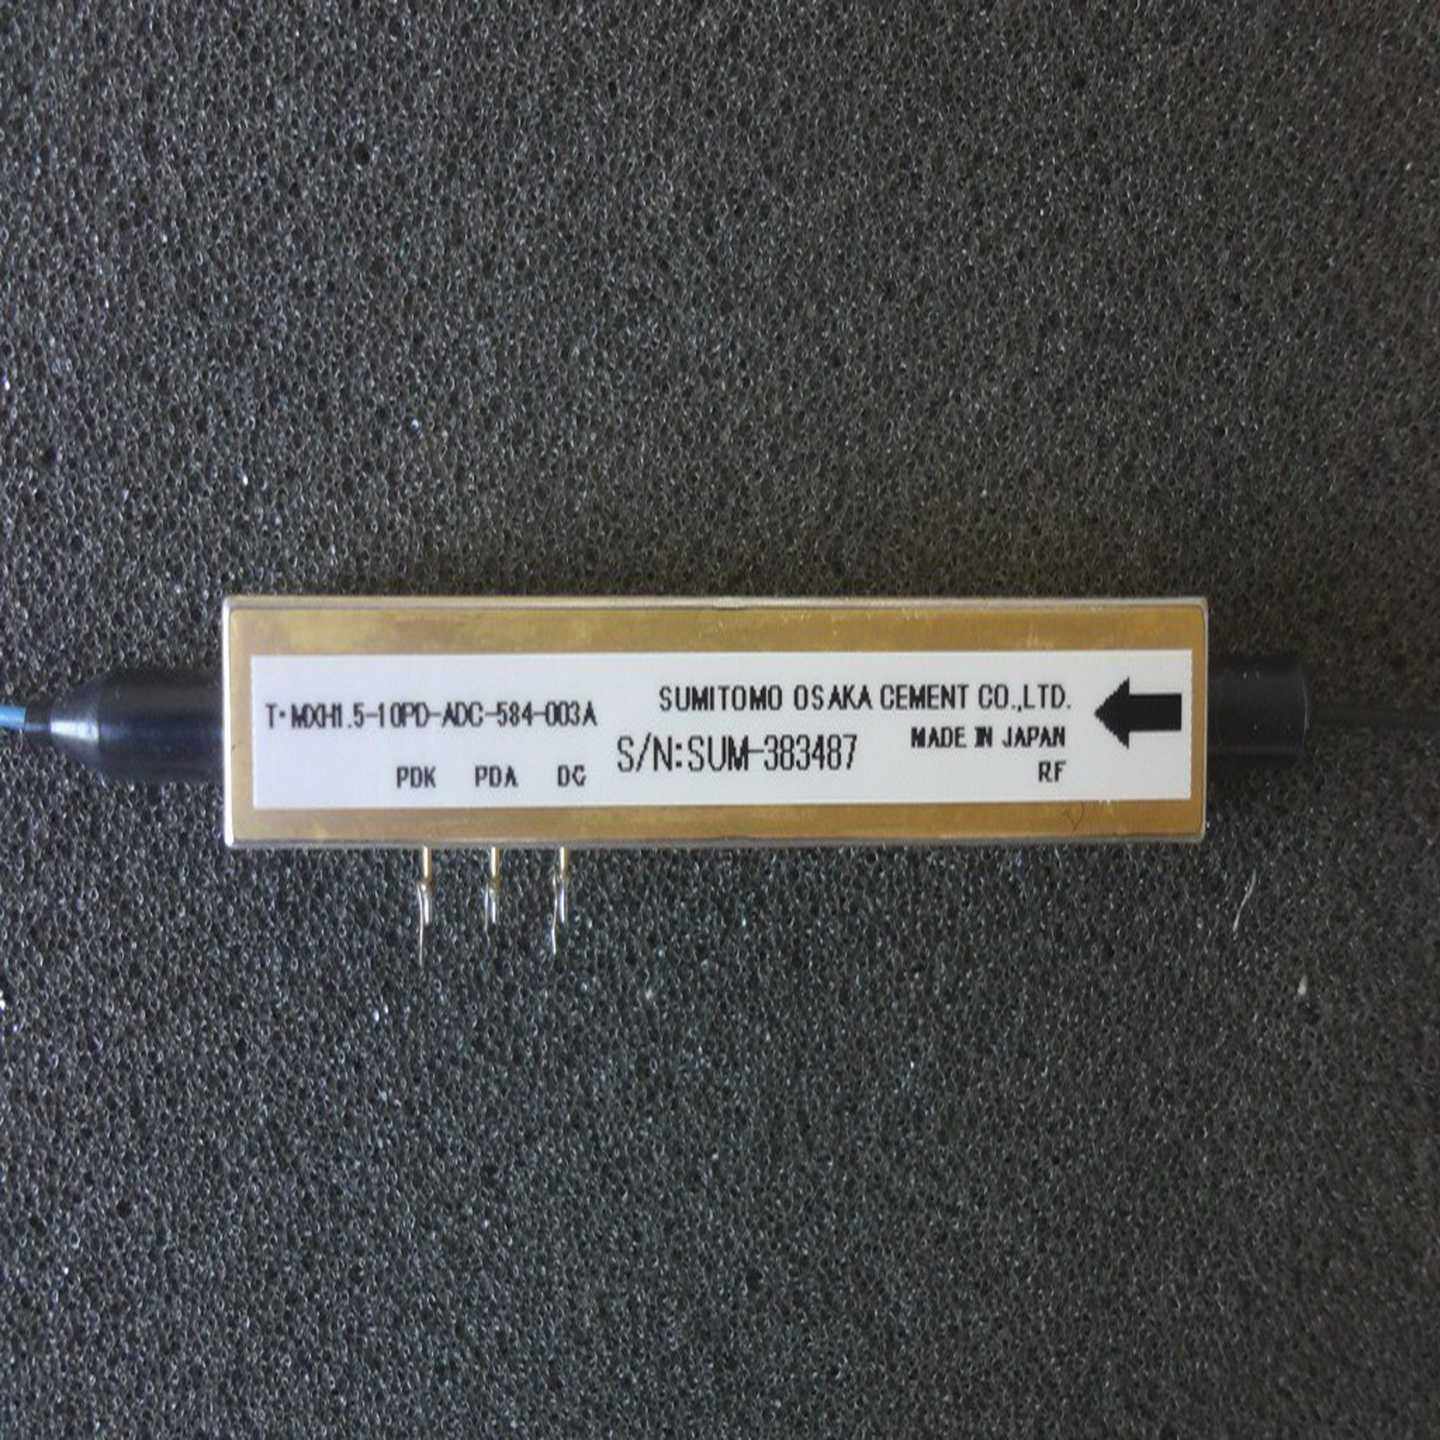 T·MXH1.5-10PD-ADC-584-003A
PDK PDA DC
S/N:SUM-383487
SUMITOMO OSAKA CEMENT CO.,LTD.
MADE IN JAPAN
RF